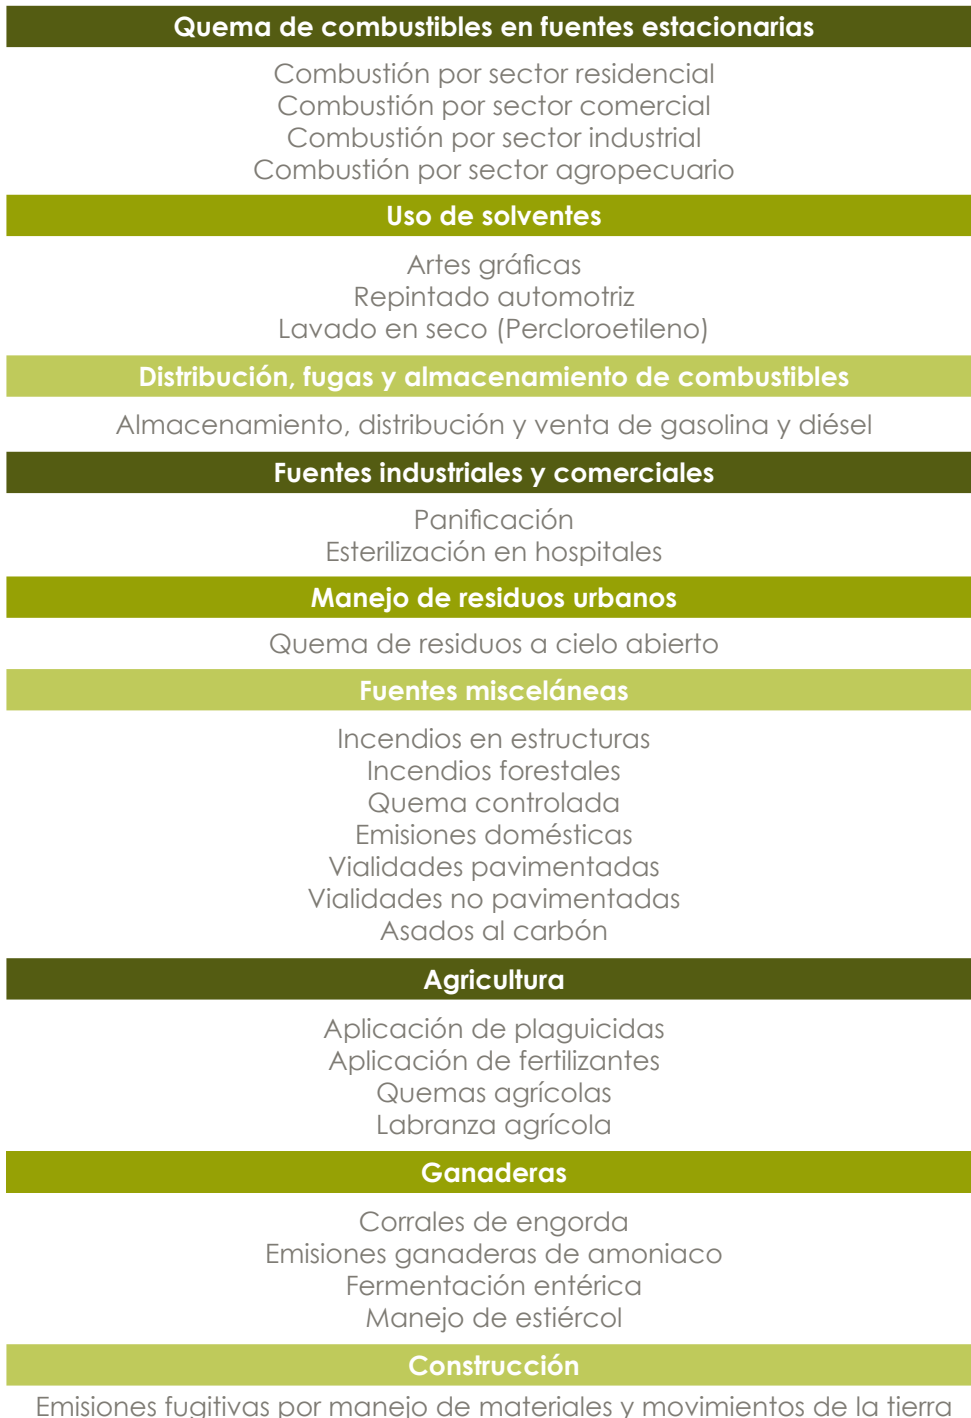 Quema de combustibles en fuentes estacionarias
Combustión por sector residencial
Combustión por sector comercial
Combustión por sector industrial
Combustión por sector agropecuario
Uso de solventes
Artes gráficas
Repintado automotriz
Lavado en seco (Percloroetileno)
Distribución, fugas y almacenamiento de combustibles
Almacenamiento, distribución y venta de gasolina y diésel
Fuentes industriales y comerciales
Panificación
Esterilización en hospitales
Manejo de residuos urbanos
Quema de residuos a cielo abierto
Fuentes misceláneas
Incendios en estructuras
Incendios forestales
Quema controlada
Emisiones domésticas
Vialidades pavimentadas
Vialidades no pavimentadas
Asados al carbón
Agricultura
Aplicación de plaguicidas
Aplicación de fertilizantes
Quemas agrícolas
Labranza agrícola
Ganaderas
Corrales de engorda
Emisiones ganaderas de amoniaco
Fermentación entérica
Manejo de estiércol
Construcción
Emisiones fugitivas por manejo de materiales y movimientos de la tierra